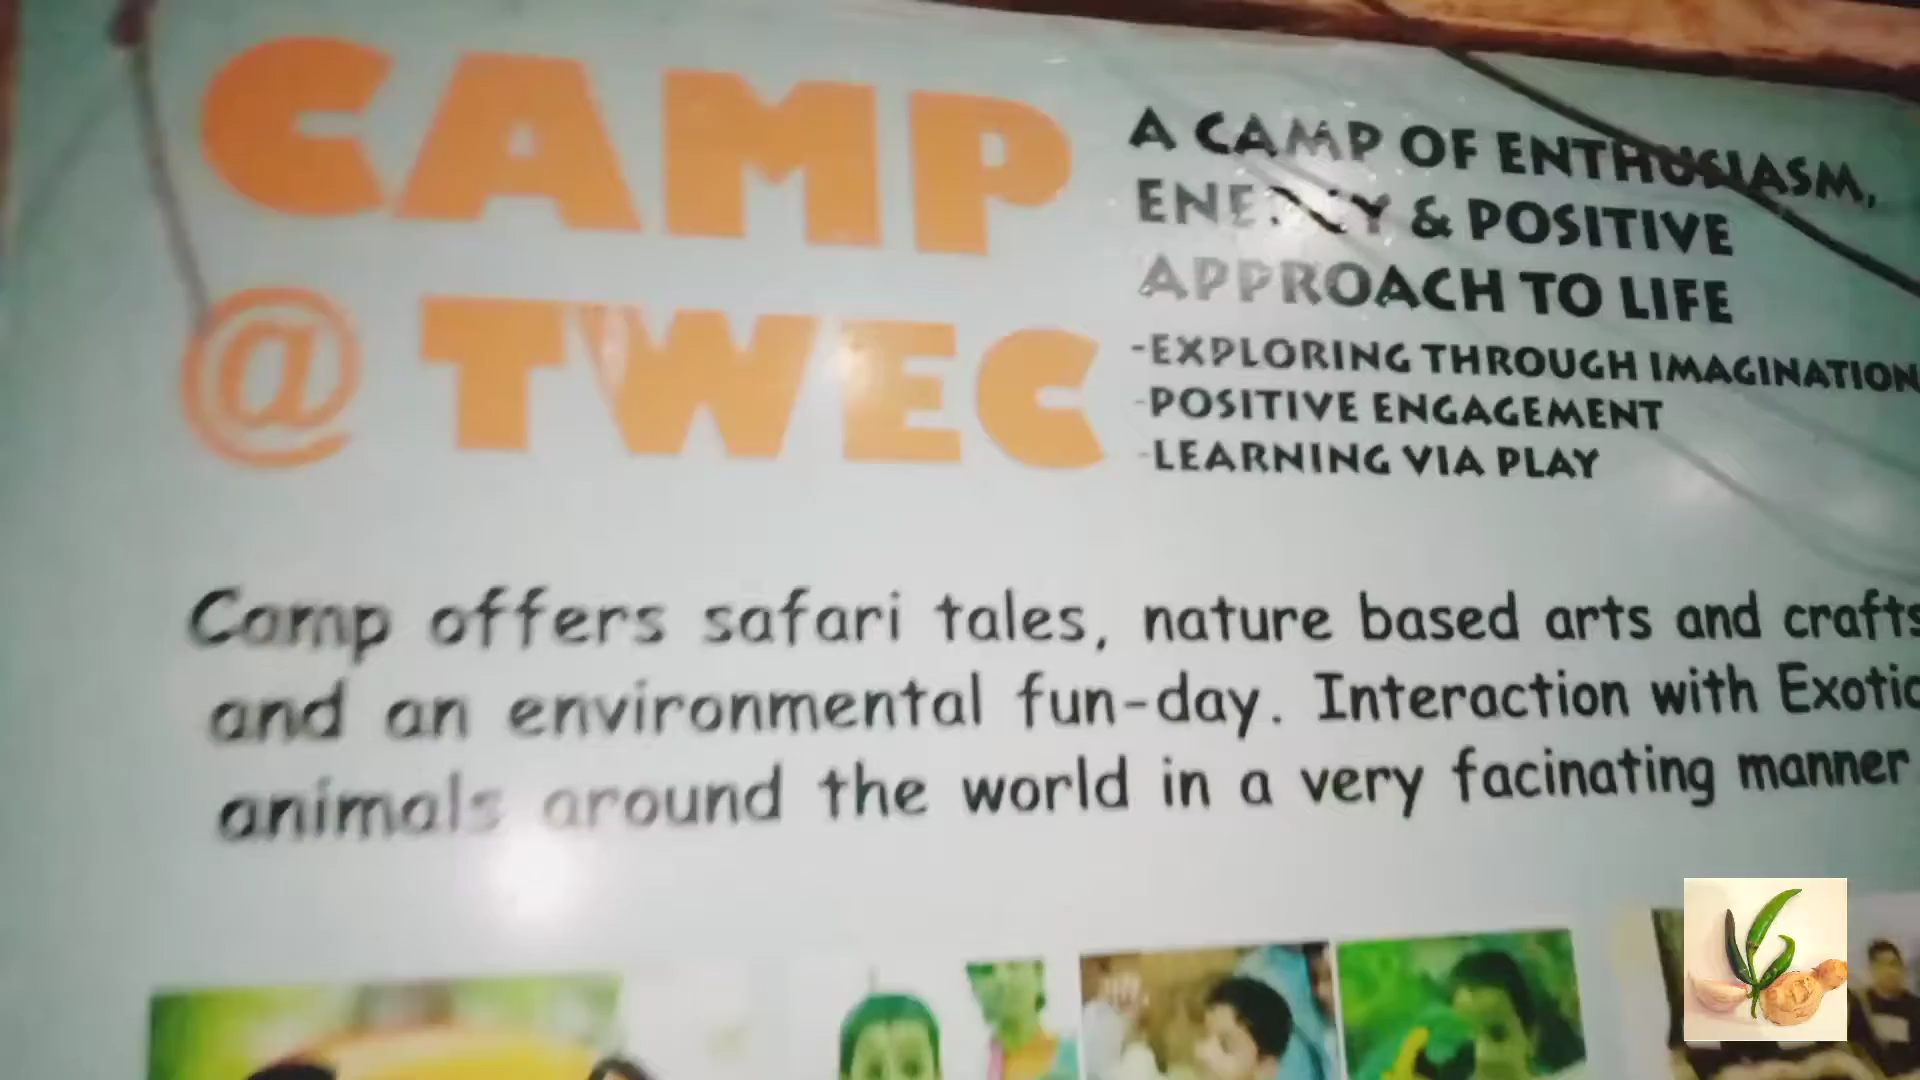 CAMP
@ TWEC
A CAMP OF ENTHUSIASM,
ENERGY & POSITIVE
APPROACH TO LIFE
-EXPLORING THROUGH IMAGINATION
-POSITIVE ENGAGEMENT
-LEARNING VIA PLAY
Camp offers safari tales, nature based arts and crafts
and an environmental fun-day. Interaction with Exotic
animals around the world in a very facinating manner